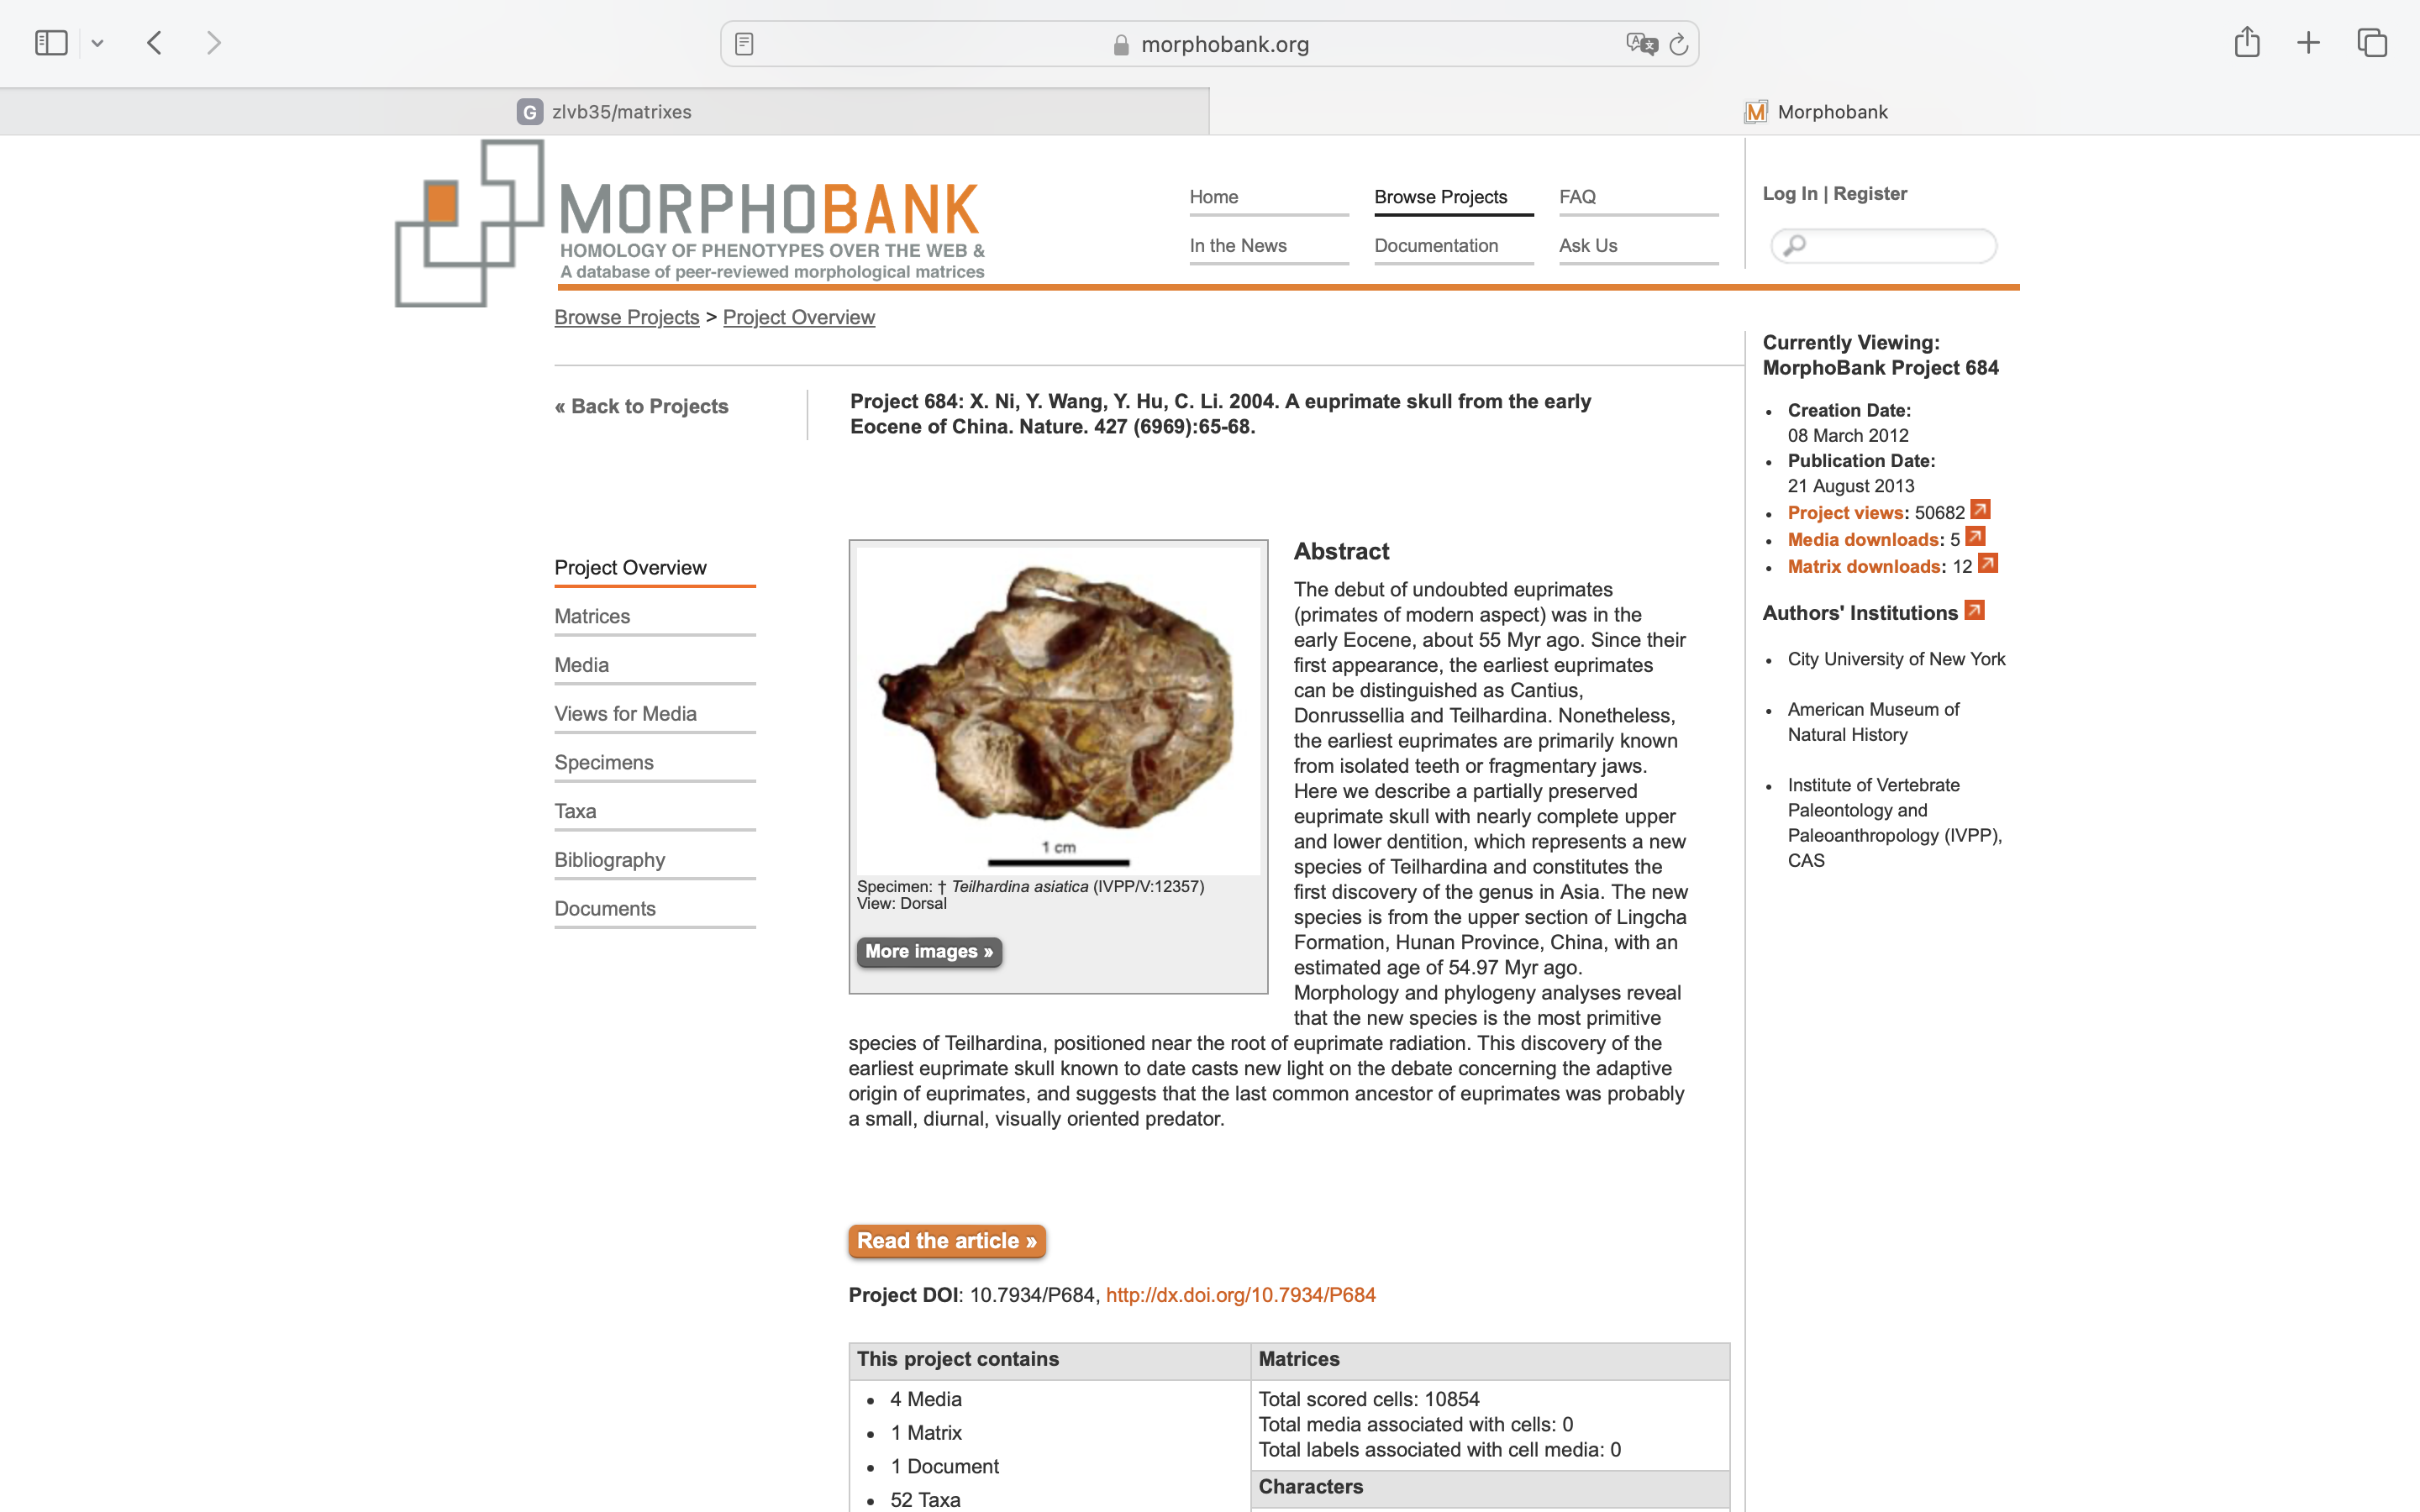 morphobank.org
G zlvb35/matrixes
M Morphobank
MORPHOBANK
HOMOLOGY OF PHENOTYPES OVER THE WEB &
A database of peer-reviewed morphological matrices
Home
Browse Projects
FAQ
In the News
Documentation
Ask Us
Log In | Register
Browse Projects > Project Overview
« Back to Projects
Project 684: X. Ni, Y. Wang, Y. Hu, C. Li. 2004. A euprimate skull from the early
Eocene of China. Nature. 427 (6969):65-68.
Project Overview
Matrices
Media
Views for Media
Specimens
Taxa
Bibliography
Documents
1 cm
Specimen: † Teilhardina asiatica (IVPP/V:12357)
View: Dorsal
More images »
Abstract
The debut of undoubted euprimates
(primates of modern aspect) was in the
early Eocene, about 55 Myr ago. Since their
first appearance, the earliest euprimates
can be distinguished as Cantius,
Donrussellia and Teilhardina. Nonetheless,
the earliest euprimates are primarily known
from isolated teeth or fragmentary jaws.
Here we describe a partially preserved
euprimate skull with nearly complete upper
and lower dentition, which represents a new
species of Teilhardina and constitutes the
first discovery of the genus in Asia. The new
species is from the upper section of Lingcha
Formation, Hunan Province, China, with an
estimated age of 54.97 Myr ago.
Morphology and phylogeny analyses reveal
that the new species is the most primitive
species of Teilhardina, positioned near the root of euprimate radiation. This discovery of the
earliest euprimate skull known to date casts new light on the debate concerning the adaptive
origin of euprimates, and suggests that the last common ancestor of euprimates was probably
a small, diurnal, visually oriented predator.
Read the article »
Project DOI: 10.7934/P684, http://dx.doi.org/10.7934/P684
This project contains
• 4 Media
• 1 Matrix
• 1 Document
• 52 Taxa
Matrices
Total scored cells: 10854
Total media associated with cells: 0
Total labels associated with cell media: 0
Characters
Currently Viewing:
MorphoBank Project 684
• Creation Date:
08 March 2012
• Publication Date:
21 August 2013
• Project views: 50682
• Media downloads: 5
• Matrix downloads: 12
Authors' Institutions
• City University of New York
• American Museum of
Natural History
• Institute of Vertebrate
Paleontology and
Paleoanthropology (IVPP),
CAS